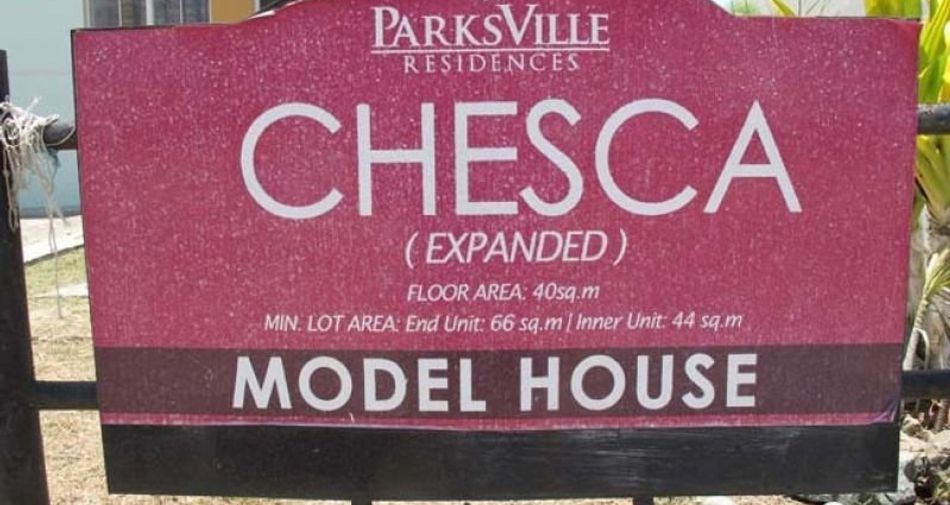 PARKSVILLE
RESIDENCES
CHESCA
( EXPANDED )
FLOOR AREA: 40sq.m
MIN. LOT AREA: End Unit: 66 sq.m | Inner Unit: 44 sq.m
MODEL HOUSE